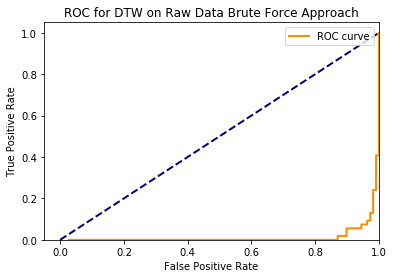 ROC for DTW on Raw Data Brute Force Approach
ROC curve
True Positive Rate
1.0
0.8
0.6
0.4
0.2
0.0
0.0 0.2 0.4 0.6 0.8 1.0
False Positive Rate